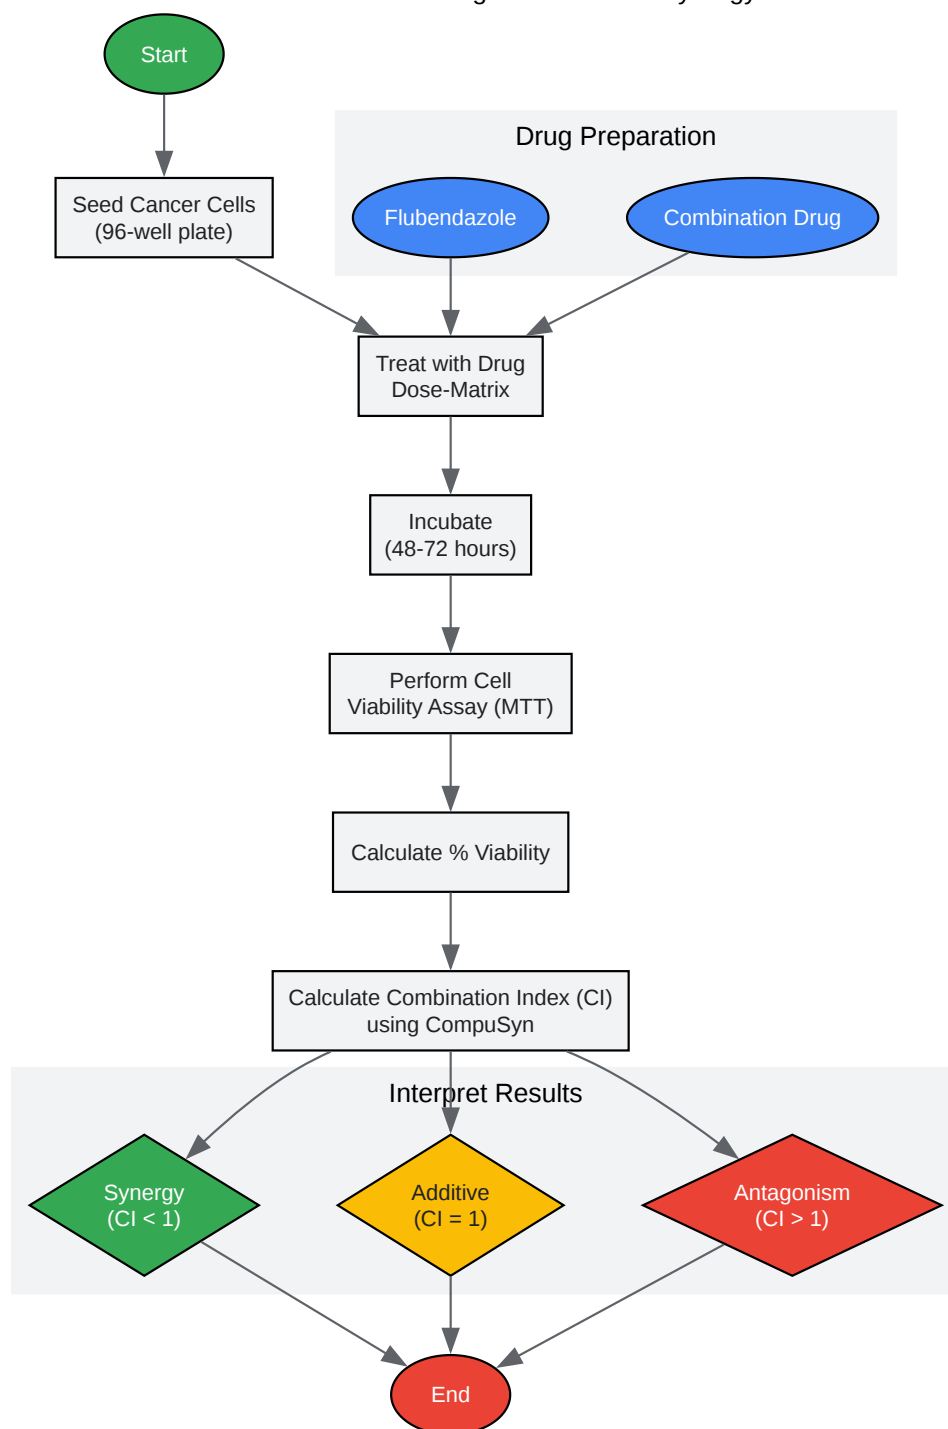 Start
Drug Preparation
Seed Cancer Cells
(96-well plate)
Flubendazole
Combination Drug
Treat with Drug
Dose-Matrix
Incubate
(48-72 hours)
Perform Cell
Viability Assay (MTT)
Calculate % Viability
Calculate Combination Index (CI)
using CompuSyn
Interpret Results
Synergy
(CI < 1)
Additive
(CI = 1)
Antagonism
(CI > 1)
End